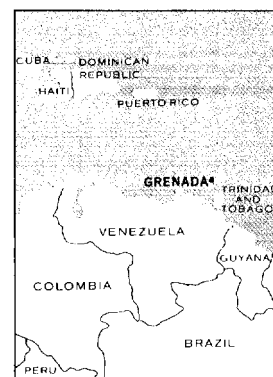 CUBA
DOMINICAN
REPUBLIC
HAITI
PUERTO RICO
GRENADA
TRINIDAD
AND
TOBAGO
VENEZUELA
GUYANA
COLOMBIA
BRAZIL
PERU